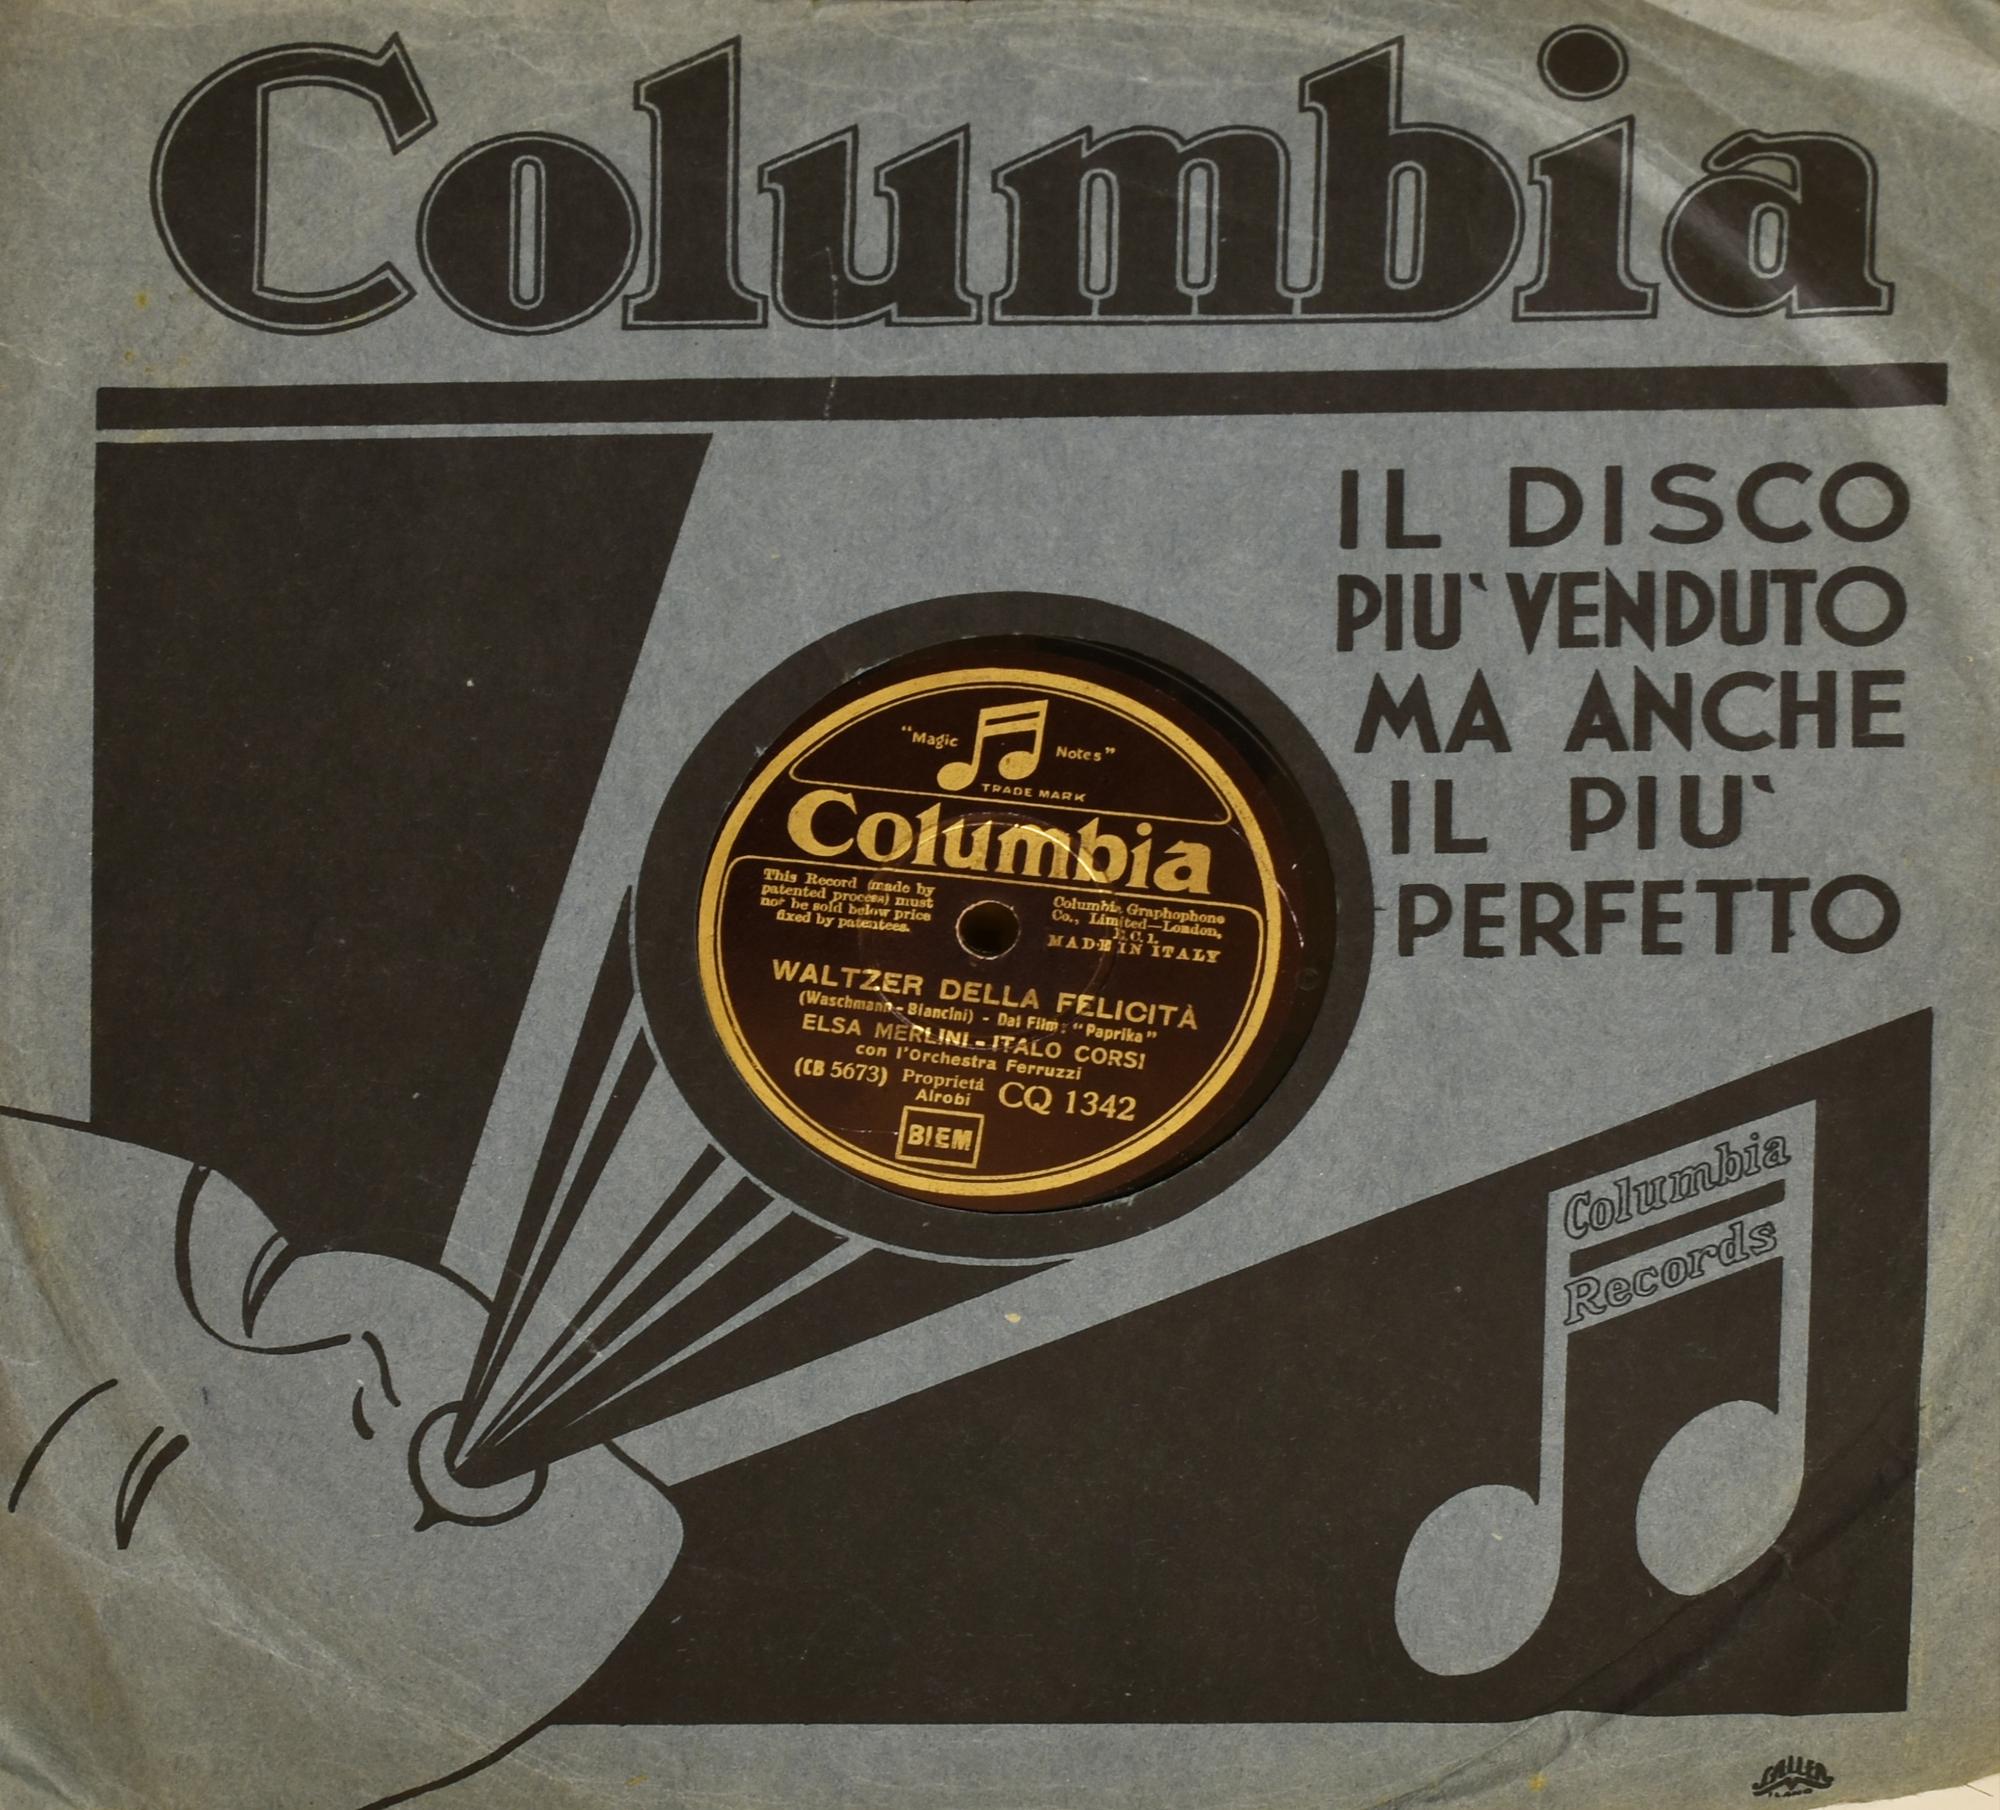 Columbia
IL DISCO
PIU' VENDUTO
MA ANCHE
IL PIU'
PERFETTO
"Magic Notes"
TRADE MARK
Columbia
This Record (made by
patented process) must
not be sold below price
fixed by patentees.
Columbia Graphophone
Co., Limited—London,
E.C.1.
MADE IN ITALY
WALTZER DELLA FELICITÀ
(Waschmann-Biancini) - Dal Film: "Paprika"
ELSA MERLINI-ITALO CORSI
con l'Orchestra Ferruzzi
(CB 5673) Proprietà CQ 1342
Alrobi
BIEM
Columbia
Records